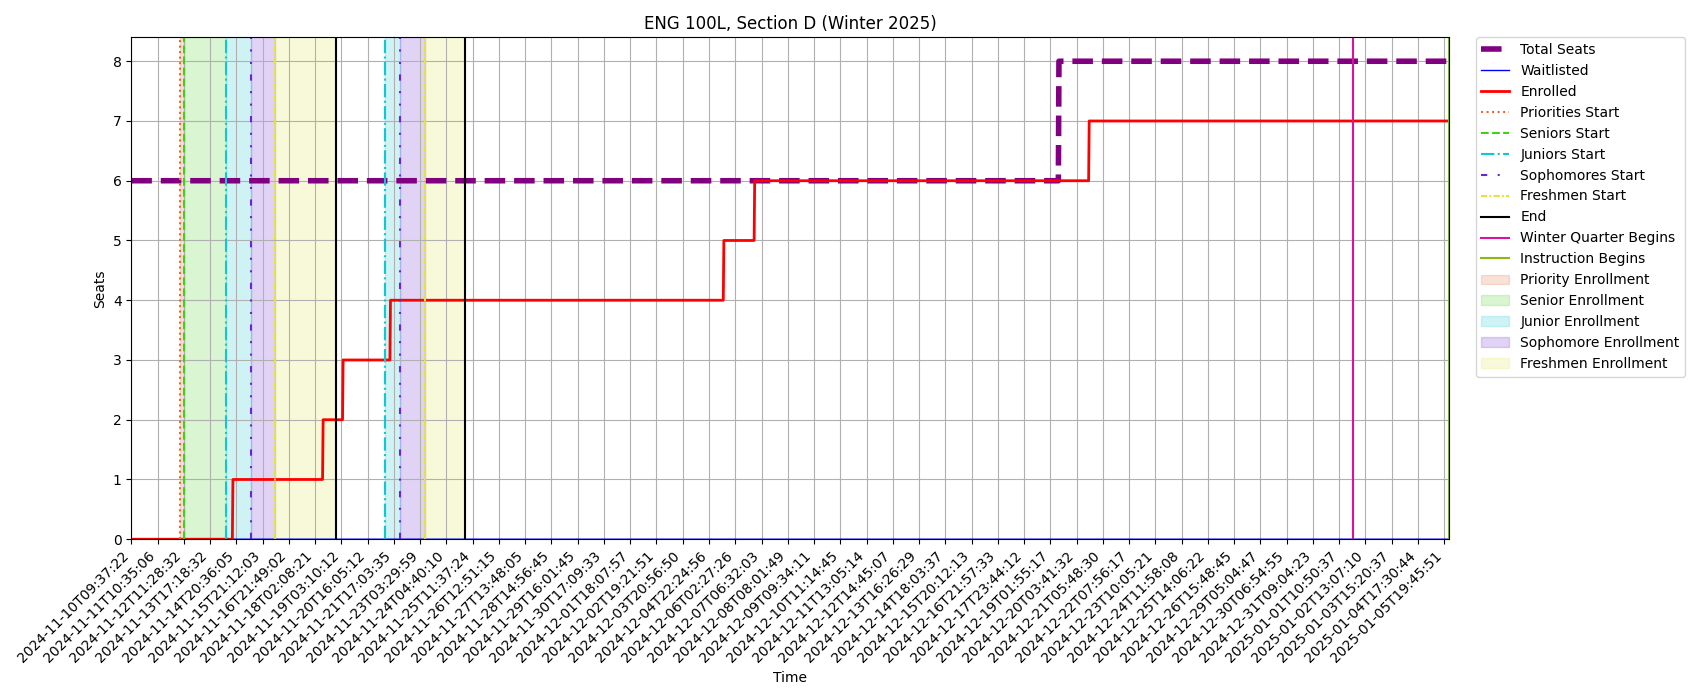 ENG 100L, Section D (Winter 2025)
Seats
8
7
6
5
4
3
2
1
0
2024-11-10T09:37:22
2024-11-11T10:35:06
2024-11-12T11:28:32
2024-11-13T17:18:32
2024-11-14T20:36:05
2024-11-15T21:12:03
2024-11-16T21:49:02
2024-11-18T02:08:21
2024-11-19T03:10:12
2024-11-20T16:05:12
2024-11-21T17:03:35
2024-11-23T03:29:59
2024-11-24T04:40:10
2024-11-25T11:37:24
2024-11-26T12:51:15
2024-11-27T13:48:05
2024-11-28T14:56:45
2024-11-29T16:01:45
2024-11-30T17:09:33
2024-12-01T18:07:57
2024-12-02T19:21:51
2024-12-03T20:56:50
2024-12-04T22:24:56
2024-12-06T02:27:26
2024-12-07T06:32:03
2024-12-08T08:01:49
2024-12-09T09:34:11
2024-12-10T11:14:45
2024-12-11T13:05:14
2024-12-12T14:45:07
2024-12-13T16:26:29
2024-12-14T18:03:37
2024-12-15T20:12:13
2024-12-16T21:57:33
2024-12-17T23:44:12
2024-12-19T01:55:17
2024-12-20T03:41:32
2024-12-21T05:48:30
2024-12-22T07:56:17
2024-12-23T10:05:21
2024-12-24T11:58:08
2024-12-25T14:06:22
2024-12-26T15:48:45
2024-12-29T05:04:47
2024-12-30T06:54:55
2024-12-31T09:04:23
2025-01-01T10:50:37
2025-01-02T13:07:10
2025-01-03T15:20:37
2025-01-04T17:30:44
2025-01-05T19:45:51
Time
Total Seats
Waitlisted
Enrolled
Priorities Start
Seniors Start
Juniors Start
Sophomores Start
Freshmen Start
End
Winter Quarter Begins
Instruction Begins
Priority Enrollment
Senior Enrollment
Junior Enrollment
Sophomore Enrollment
Freshmen Enrollment